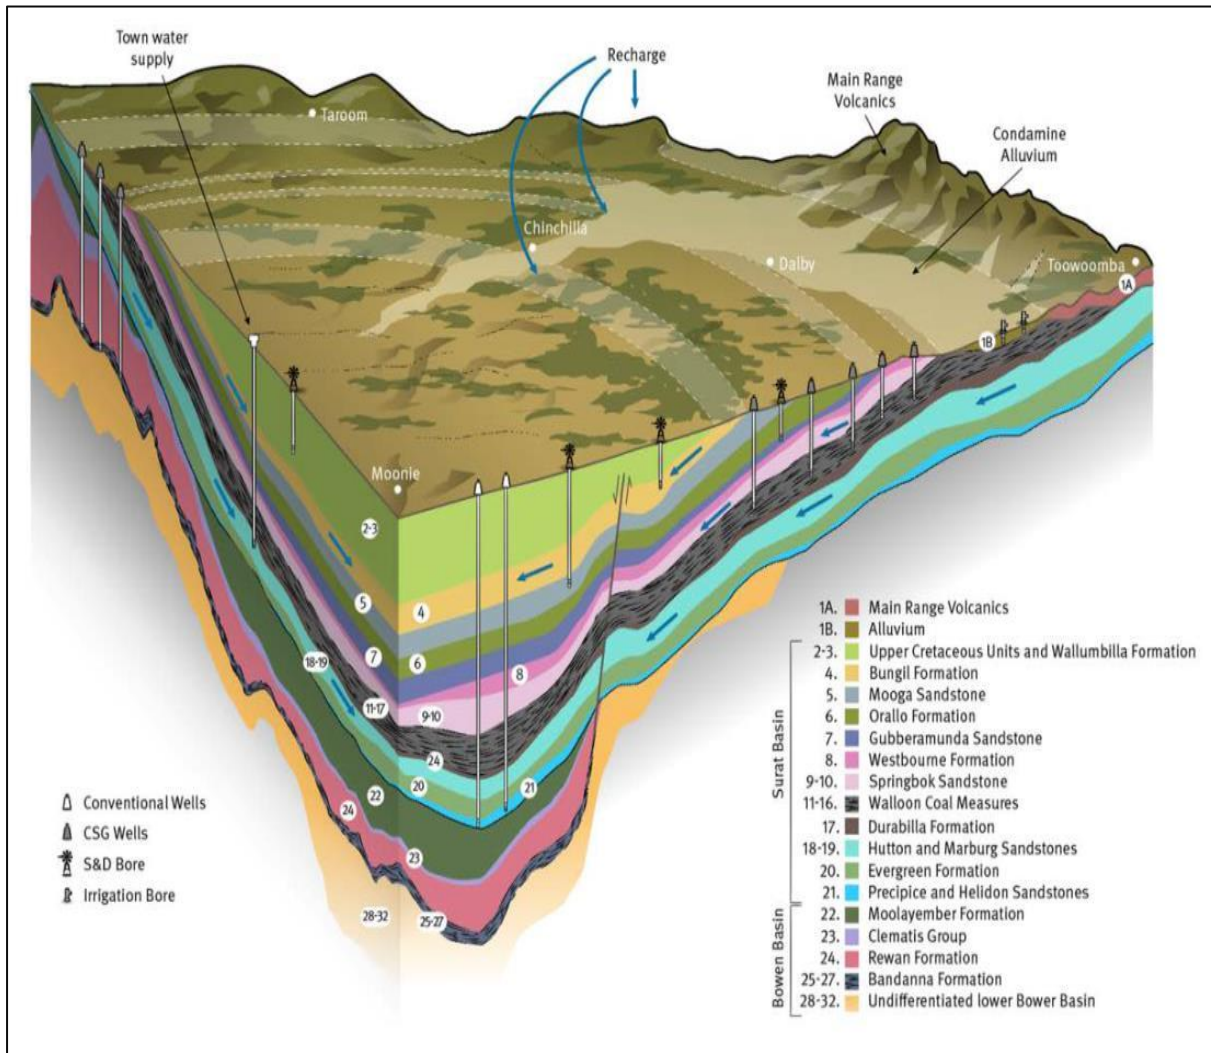 Town water
supply
Recharge
Main Range
Volcanics
Condamine
Alluvium
Taroom
Chinchilla
Dalby
Toowoomba
1A
1B
Moonie
2-3
4
5
6
7
8
18-19
11-17
9-10
24
20
21
22
24
23
28-32
25-27
Conventional Wells
CSG Wells
S&D Bore
Irrigation Bore
1A. Main Range Volcanics
1B. Alluvium
Surat Basin
2-3. Upper Cretaceous Units and Wallumbilla Formation
4. Bungil Formation
5. Mooga Sandstone
6. Orallo Formation
7. Gubberamunda Sandstone
8. Westbourne Formation
9-10. Springbok Sandstone
11-16. Walloon Coal Measures
17. Durabilla Formation
18-19. Hutton and Marburg Sandstones
20. Evergreen Formation
21. Precipice and Helidon Sandstones
Bowen Basin
22. Moolayember Formation
23. Clematis Group
24. Rewan Formation
25-27. Bandanna Formation
28-32. Undifferentiated lower Bower Basin